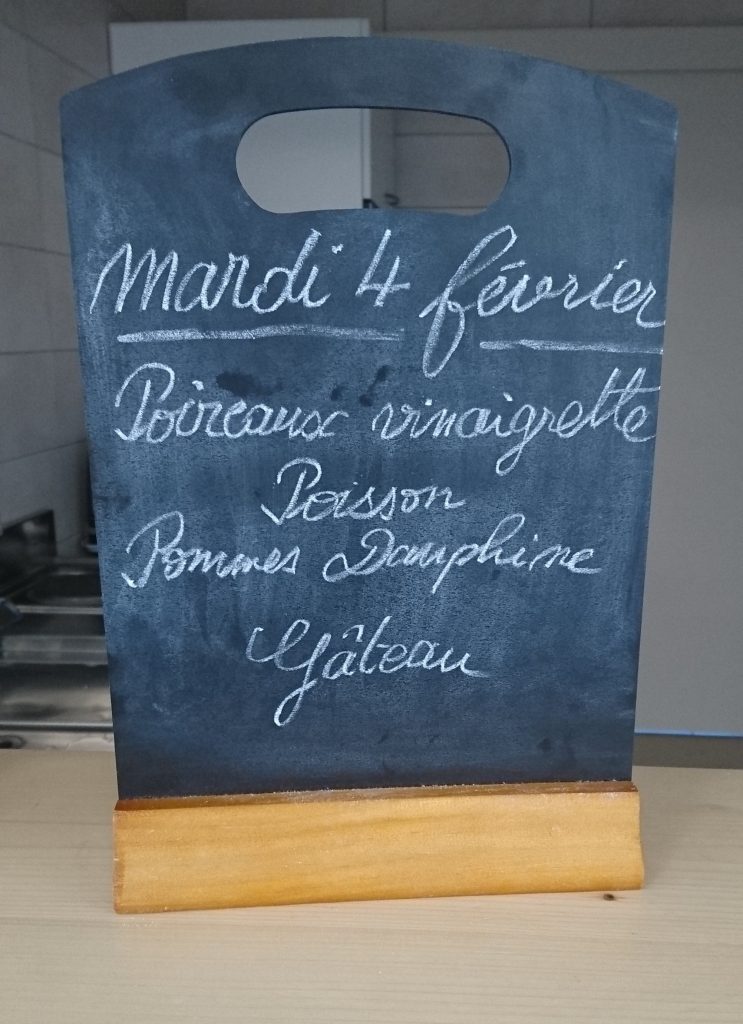 Mardi 4 février
Poireaux vinaigrette
Poisson
Pommes Dauphine
Gâteau